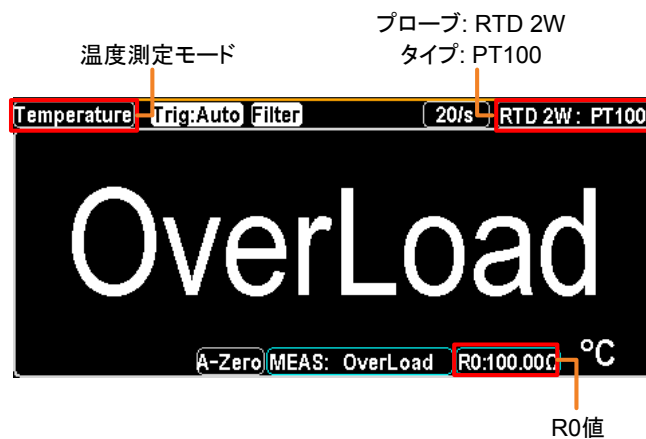 プローブ: RTD 2W
温度測定モード
タイプ: PT100
Temperature Trig:Auto Filter 20/s RTD 2W: PT100
OverLoad
°C
A-Zero MEAS: OverLoad R0:100.00Ω
R0値